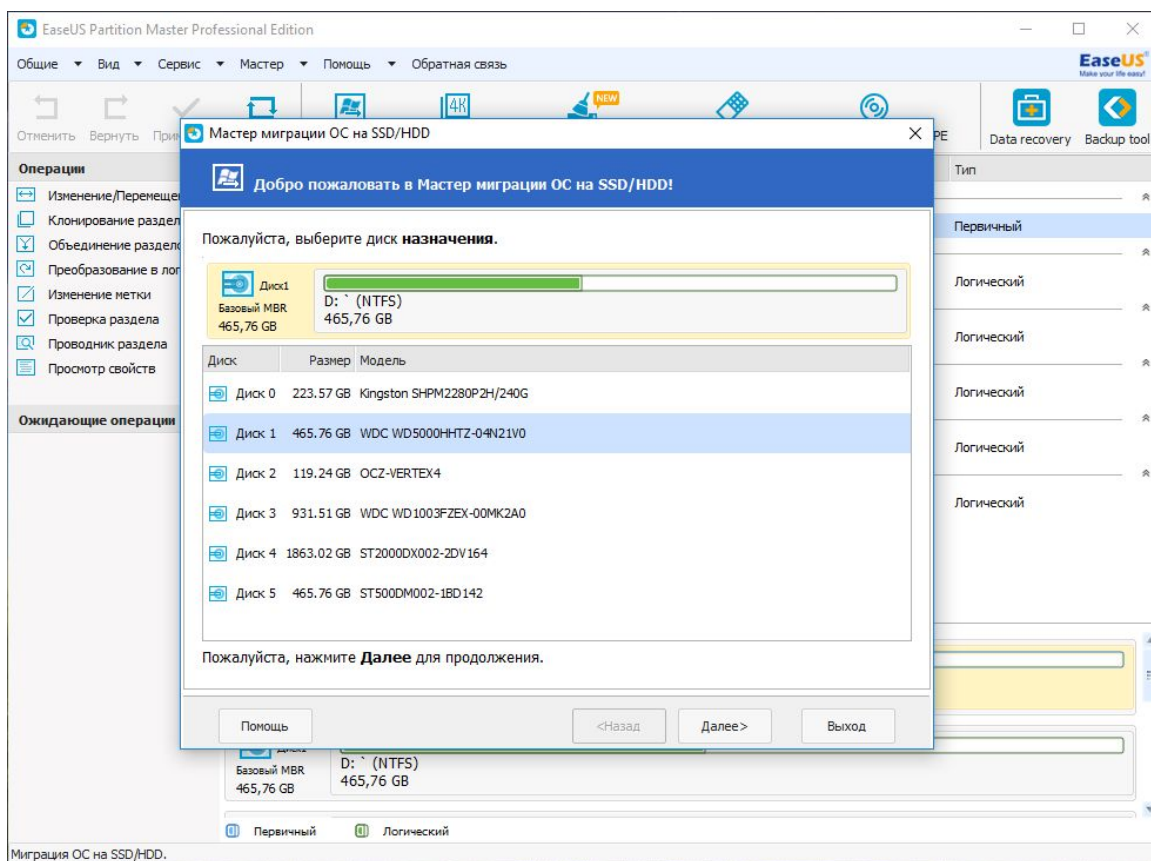 EaseUS Partition Master Professional Edition
Общие Вид Сервис Мастер Помощь Обратная связь
EaseUS
Make your life easy!
4K NEW
Отменить Вернуть PE Data recovery Backup tool
Мастер миграции ОС на SSD/HDD
Добро пожаловать в Мастер миграции ОС на SSD/HDD!
Операции
Клонирование
Объединение
Преобразование в
Изменение метки
Проверка раздела
Проводник раздела
Просмотр свойств
Ожидающие операции
Пожалуйста, выберите диск назначения.
Диск1
Базовый MBR
465,76 GB
D: ` (NTFS)
465,76 GB
Диск Размер Модель
Диск 0 223.57 GB Kingston SHPM2280P2H/240G
Диск 1 465.76 GB WDC WD5000HHTZ-04N21V0
Диск 2 119.24 GB OCZ-VERTEX4
Диск 3 931.51 GB WDC WD1003FZEX-00MK2A0
Диск 4 1863.02 GB ST2000DX002-2DV164
Диск 5 465.76 GB ST500DM002-1BD142
Пожалуйста, нажмите Далее для продолжения.
Помощь <Назад Далее> Выход
Тип
Первичный
Логический
Логический
Логический
Логический
Логический
Базовый MBR
465,76 GB
D: ` (NTFS)
465,76 GB
Первичный Логический
Миграция ОС на SSD/HDD.